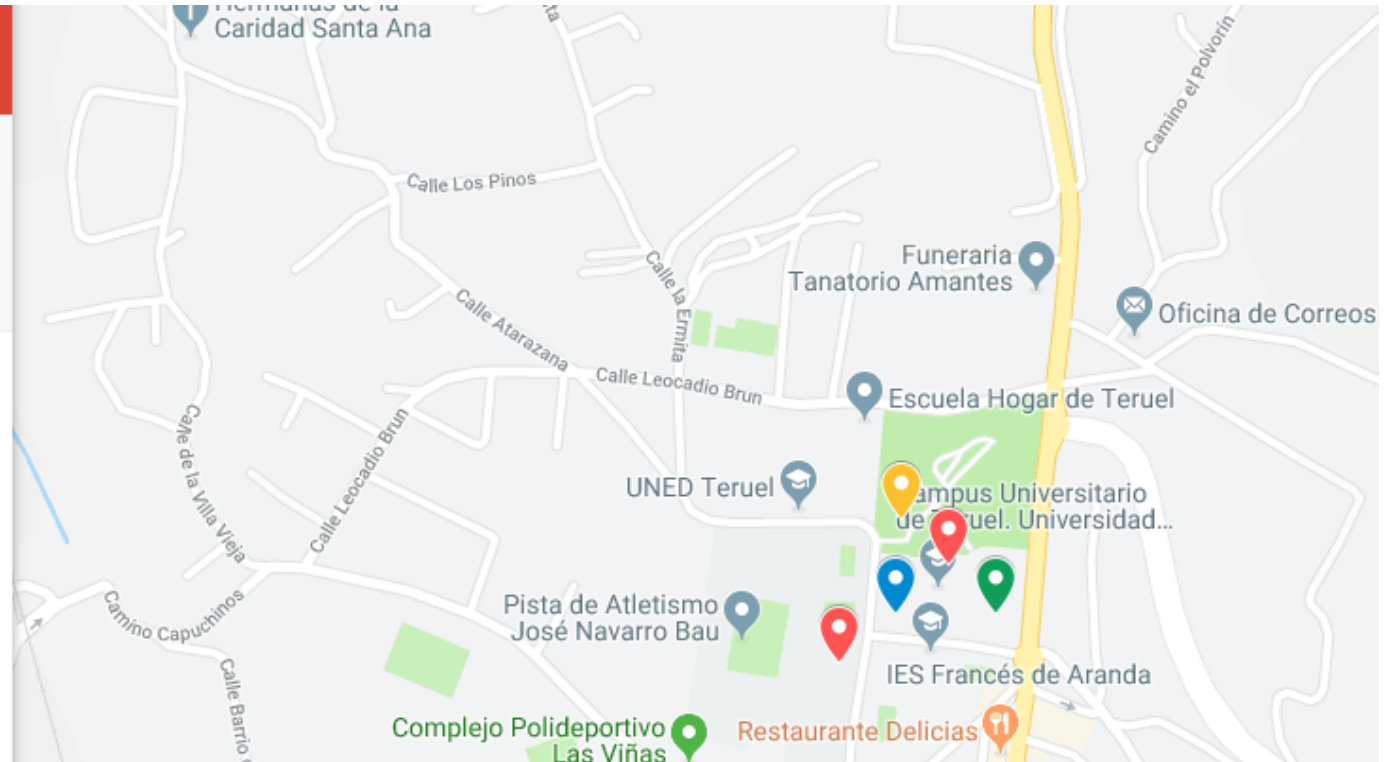 Hermanas de la
Caridad Santa Ana
Camino el Polvorín
Calle Los Pinos
Calle la Ermita
Funeraria
Tanatorio Amantes
Oficina de Correos
Calle Atarazana
Calle Leocadio Brun
Escuela Hogar de Teruel
Calle de la Villa Vieja
Calle Leocadio Brun
UNED Teruel
Campus Universitario
de Teruel. Universidad...
Camino Capuchinos
Pista de Atletismo
José Navarro Bau
IES Francés de Aranda
Calle Barrio
Complejo Polideportivo
Las Viñas
Restaurante Delicias